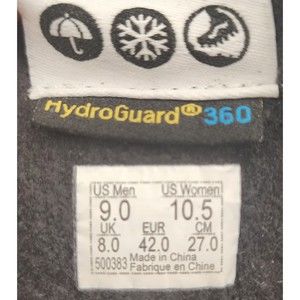 HydroGuard® 360
US Men US Women
9.0 10.5
UK EUR CM
8.0 42.0 27.0
500383 Made in China
Fabrique en Chine